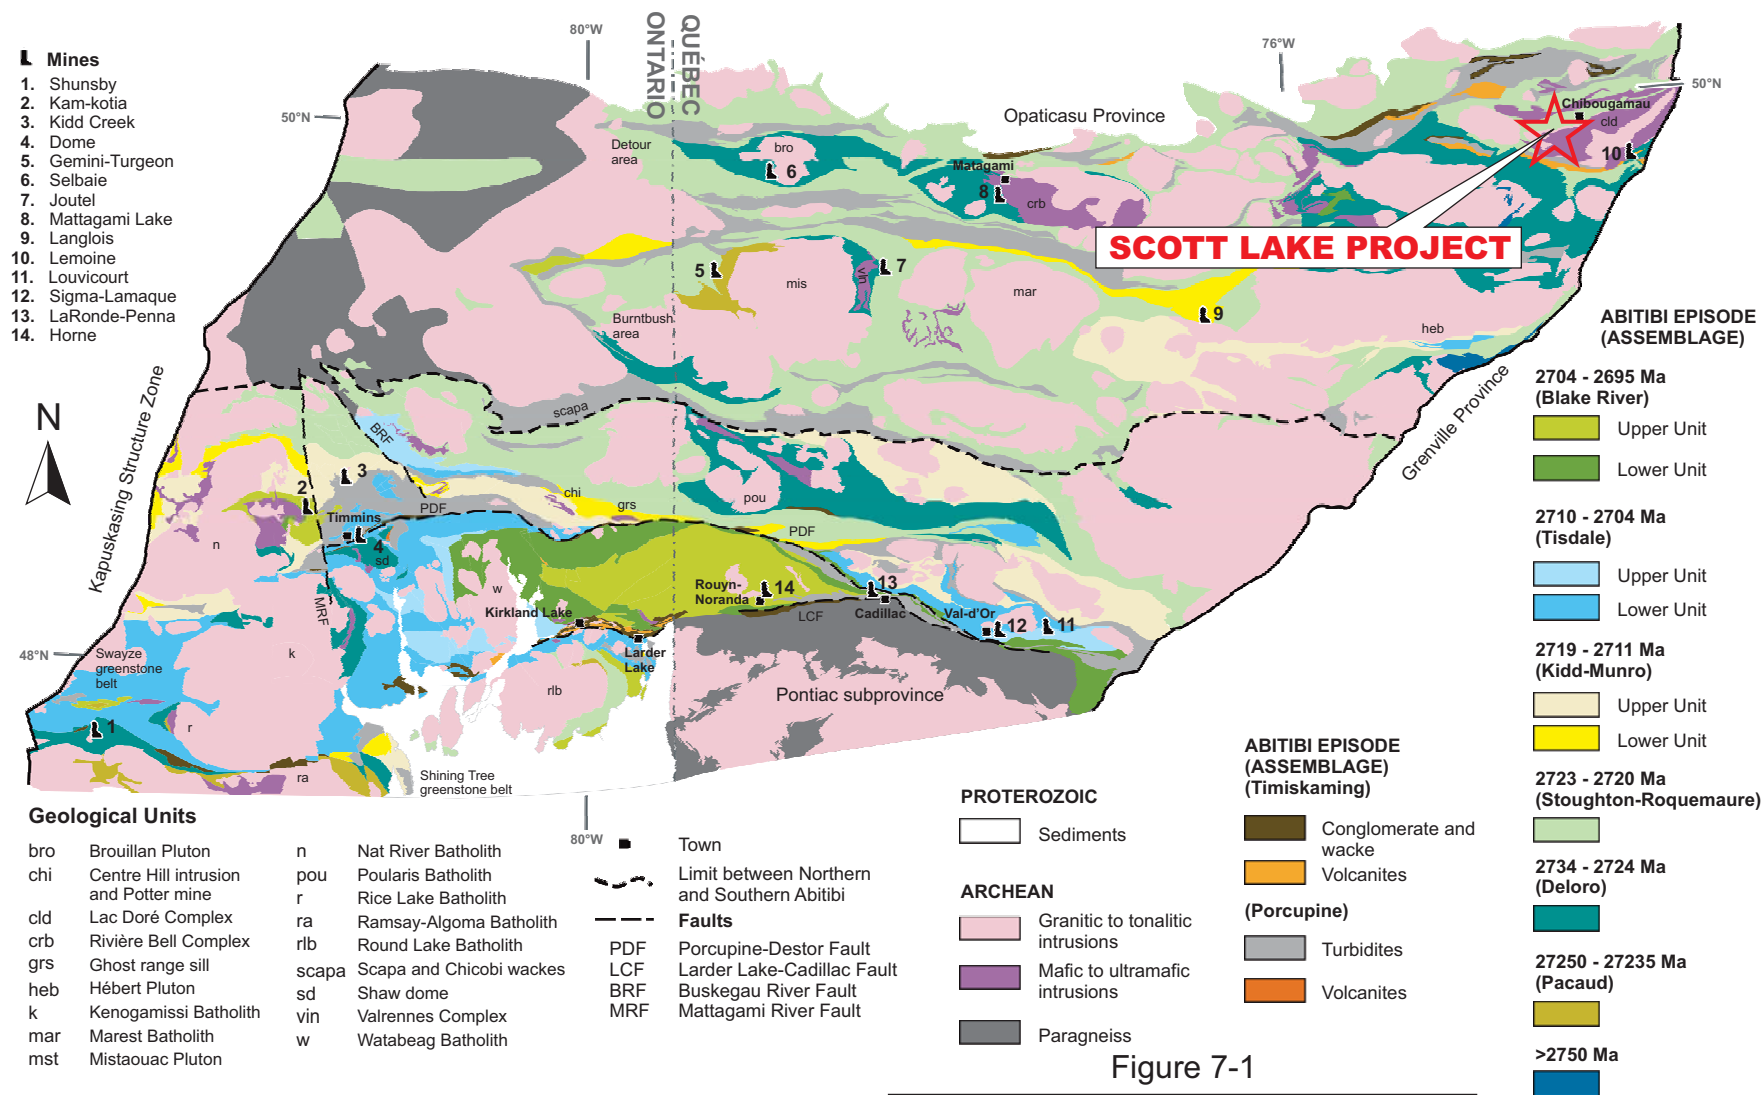 Mines
1. Shunsby
2. Kam-kotia
3. Kidd Creek
4. Dome
5. Gemini-Turgeon
6. Selbaie
7. Joutel
8. Mattagami Lake
9. Langlois
10. Lemoine
11. Louvicourt
12. Sigma-Lamaque
13. LaRonde-Penna
14. Horne
80°W
ONTARIO
QUÉBEC
76°W
50°N
50°N
Opaticasu Province
Chibougamau
cld
10
Detour
area
bro
6
Matagami
8
crb
SCOTT LAKE PROJECT
5
mis
vin
7
mar
9
heb
Burntbush
area
N
Kapuskasing Structure Zone
Grenville Province
scapa
BRF
3
2
chi
grs
PDF
pou
PDF
Timmins
4
sd
n
w
MRF
Kirkland Lake
Rouyn-
Noranda
14
13
LCF
Cadillac
Val-d'Or
12
11
Larder
Lake
48°N
Swayze
greenstone
belt
k
rlb
Pontiac subprovince
1
r
ra
Shining Tree
greenstone belt
80°W
Geological Units
bro Brouillan Pluton
chi Centre Hill intrusion
and Potter mine
cld Lac Doré Complex
crb Rivière Bell Complex
grs Ghost range sill
heb Hébert Pluton
k Kenogamissi Batholith
mar Marest Batholith
mst Mistaouac Pluton
n Nat River Batholith
pou Poularis Batholith
r Rice Lake Batholith
ra Ramsay-Algoma Batholith
rlb Round Lake Batholith
scapa Scapa and Chicobi wackes
sd Shaw dome
vin Valrennes Complex
w Watabeag Batholith
Town
Limit between Northern
and Southern Abitibi
Faults
PDF Porcupine-Destor Fault
LCF Larder Lake-Cadillac Fault
BRF Buskegau River Fault
MRF Mattagami River Fault
PROTEROZOIC
Sediments
ARCHEAN
Granitic to tonalitic
intrusions
Mafic to ultramafic
intrusions
Paragneiss
ABITIBI EPISODE
(ASSEMBLAGE)
(Timiskaming)
Conglomerate and
wacke
Volcanites
(Porcupine)
Turbidites
Volcanites
ABITIBI EPISODE
(ASSEMBLAGE)
2704 - 2695 Ma
(Blake River)
Upper Unit
Lower Unit
2710 - 2704 Ma
(Tisdale)
Upper Unit
Lower Unit
2719 - 2711 Ma
(Kidd-Munro)
Upper Unit
Lower Unit
2723 - 2720 Ma
(Stoughton-Roquemaure)
2734 - 2724 Ma
(Deloro)
27250 - 27235 Ma
(Pacaud)
>2750 Ma
Figure 7-1